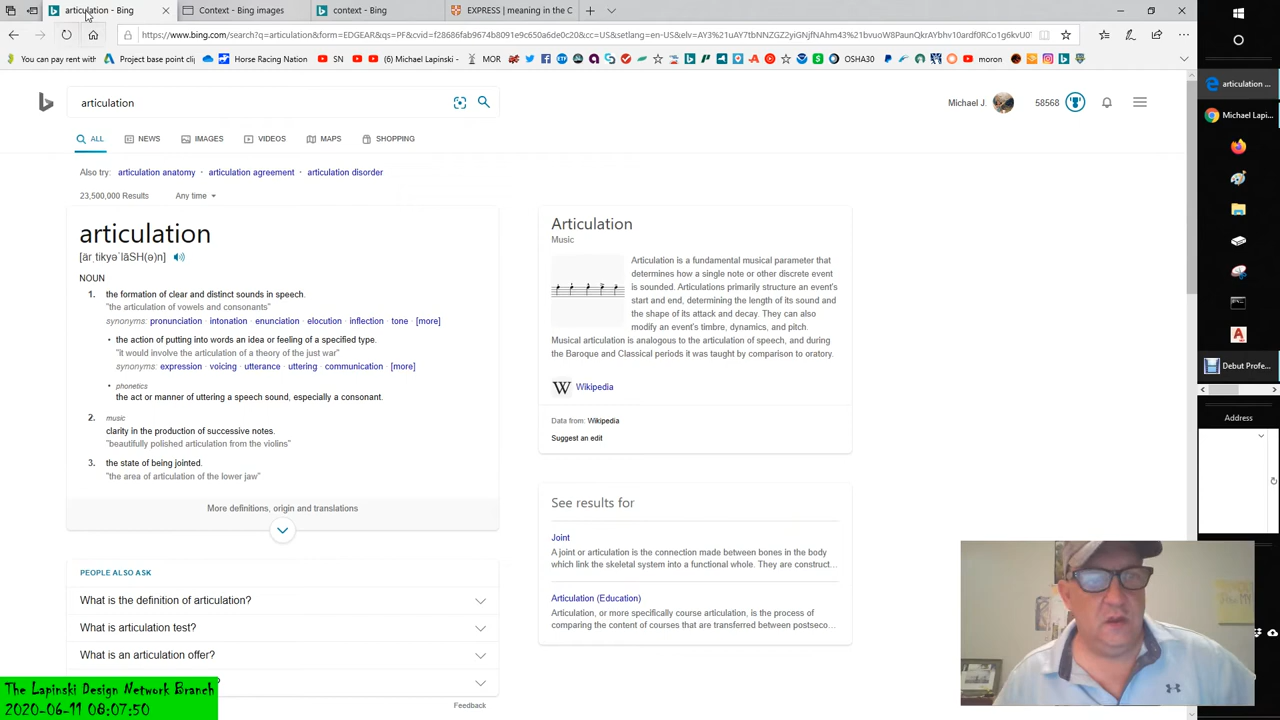 articulation - Bing
Context - Bing images
context - Bing
EXPRESS | meaning in the C
You can pay rent with
Project base point clip
Horse Racing Nation
SN
(6) Michael Lapinski -
MOR
OSHA30
moron
articulation
Michael J.
58568
ALL
NEWS
IMAGES
VIDEOS
MAPS
SHOPPING
Also try: articulation anatomy · articulation agreement · articulation disorder
23,500,000 Results
Any time
articulation
[ärˌtikyəˈlāSH(ə)n]
NOUN
1. the formation of clear and distinct sounds in speech.
"the articulation of vowels and consonants"
synonyms: pronunciation · intonation · enunciation · elocution · inflection · tone · [more]
• the action of putting into words an idea or feeling of a specified type.
"it would involve the articulation of a theory of the just war"
synonyms: expression · voicing · utterance · uttering · communication · [more]
• phonetics
the act or manner of uttering a speech sound, especially a consonant.
2. music
clarity in the production of successive notes.
"beautifully polished articulation from the violins"
3. the state of being jointed.
"the area of articulation of the lower jaw"
More definitions, origin and translations
PEOPLE ALSO ASK
What is the definition of articulation?
What is articulation test?
What is an articulation offer?
?
Feedback
Articulation
Music
Articulation is a fundamental musical parameter that
determines how a single note or other discrete event
is sounded. Articulations primarily structure an event's
start and end, determining the length of its sound and
the shape of its attack and decay. They can also
modify an event's timbre, dynamics, and pitch.
Musical articulation is analogous to the articulation of speech, and during
the Baroque and Classical periods it was taught by comparison to oratory.
W Wikipedia
Data from: Wikipedia
Suggest an edit
See results for
Joint
A joint or articulation is the connection made between bones in the body
which link the skeletal system into a functional whole. They are construct...
Articulation (Education)
Articulation, or more specifically course articulation, is the process of
comparing the content of courses that are transferred between postseco...
articulation ...
Michael Lapi...
Debut Profe...
Address
The Lapinski Design Network Branch
2020-06-11 08:07:50